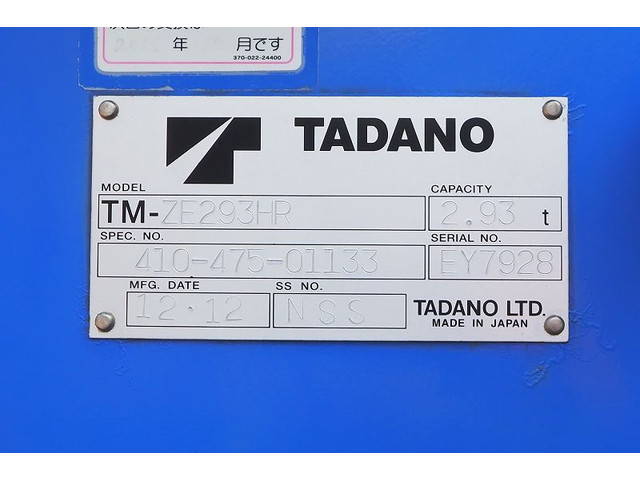 年 月です
370-022-24400
TADANO
MODEL
CAPACITY
TM-ZE293HR
2.93 t
SPEC. NO.
SERIAL NO.
410-475-01133
EY7928
MFG. DATE
SS NO.
12·12
NSS
TADANO LTD.
MADE IN JAPAN